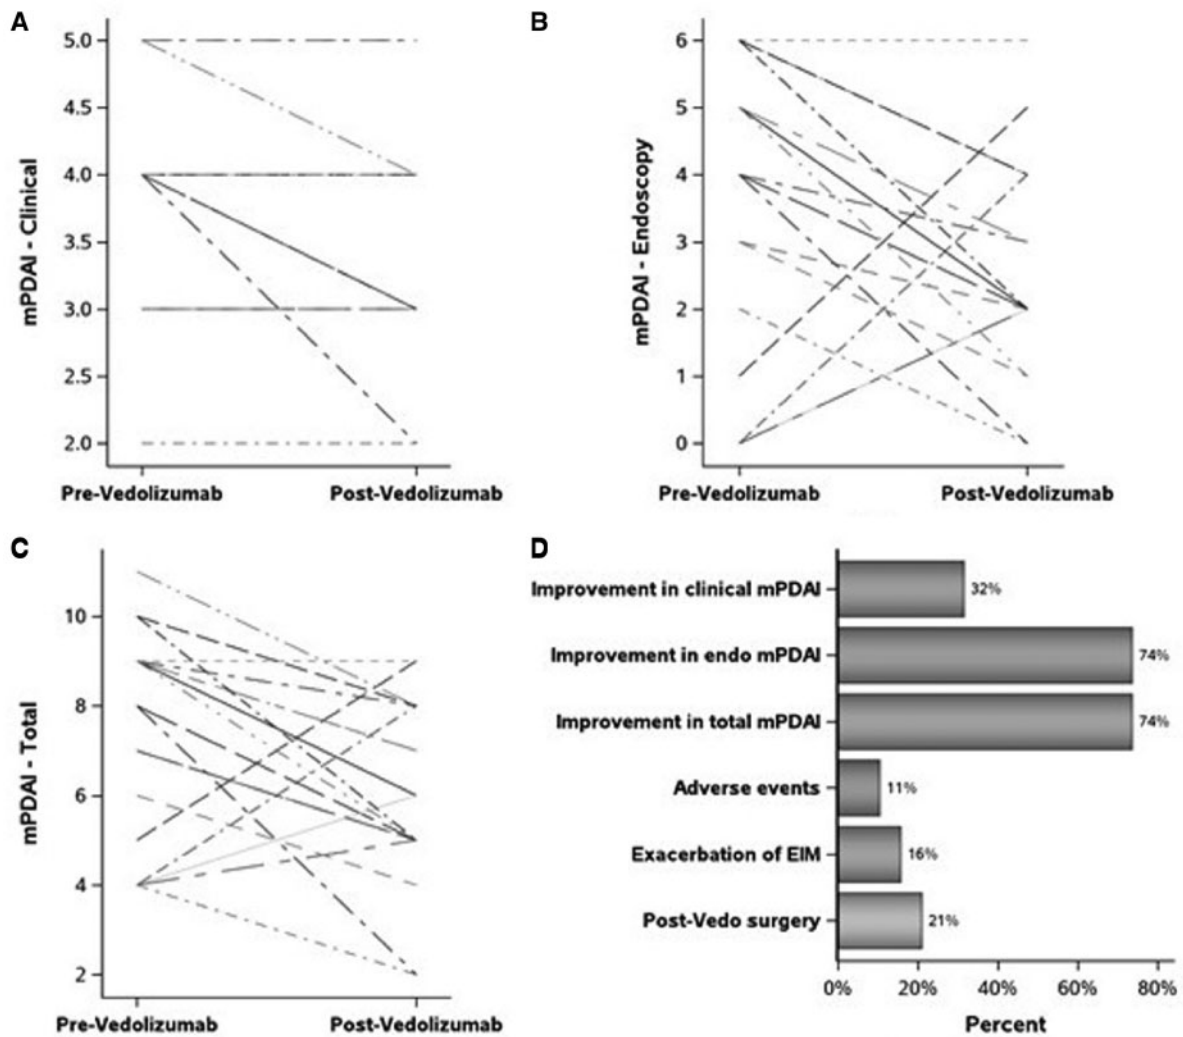 A
5.0
4.5
4.0
3.5
3.0
2.5
2.0
mPDAI - Clinical
Pre-Vedolizumab
Post-Vedolizumab
B
6
5
4
3
2
1
0
mPDAI - Endoscopy
Pre-Vedolizumab
Post-Vedolizumab
C
10
8
6
4
2
mPDAI - Total
Pre-Vedolizumab
Post-Vedolizumab
D
Improvement in clinical mPDAI
32%
Improvement in endo mPDAI
74%
Improvement in total mPDAI
74%
Adverse events
11%
Exacerbation of EIM
16%
Post-Vedo surgery
21%
0%
20%
40%
60%
80%
Percent